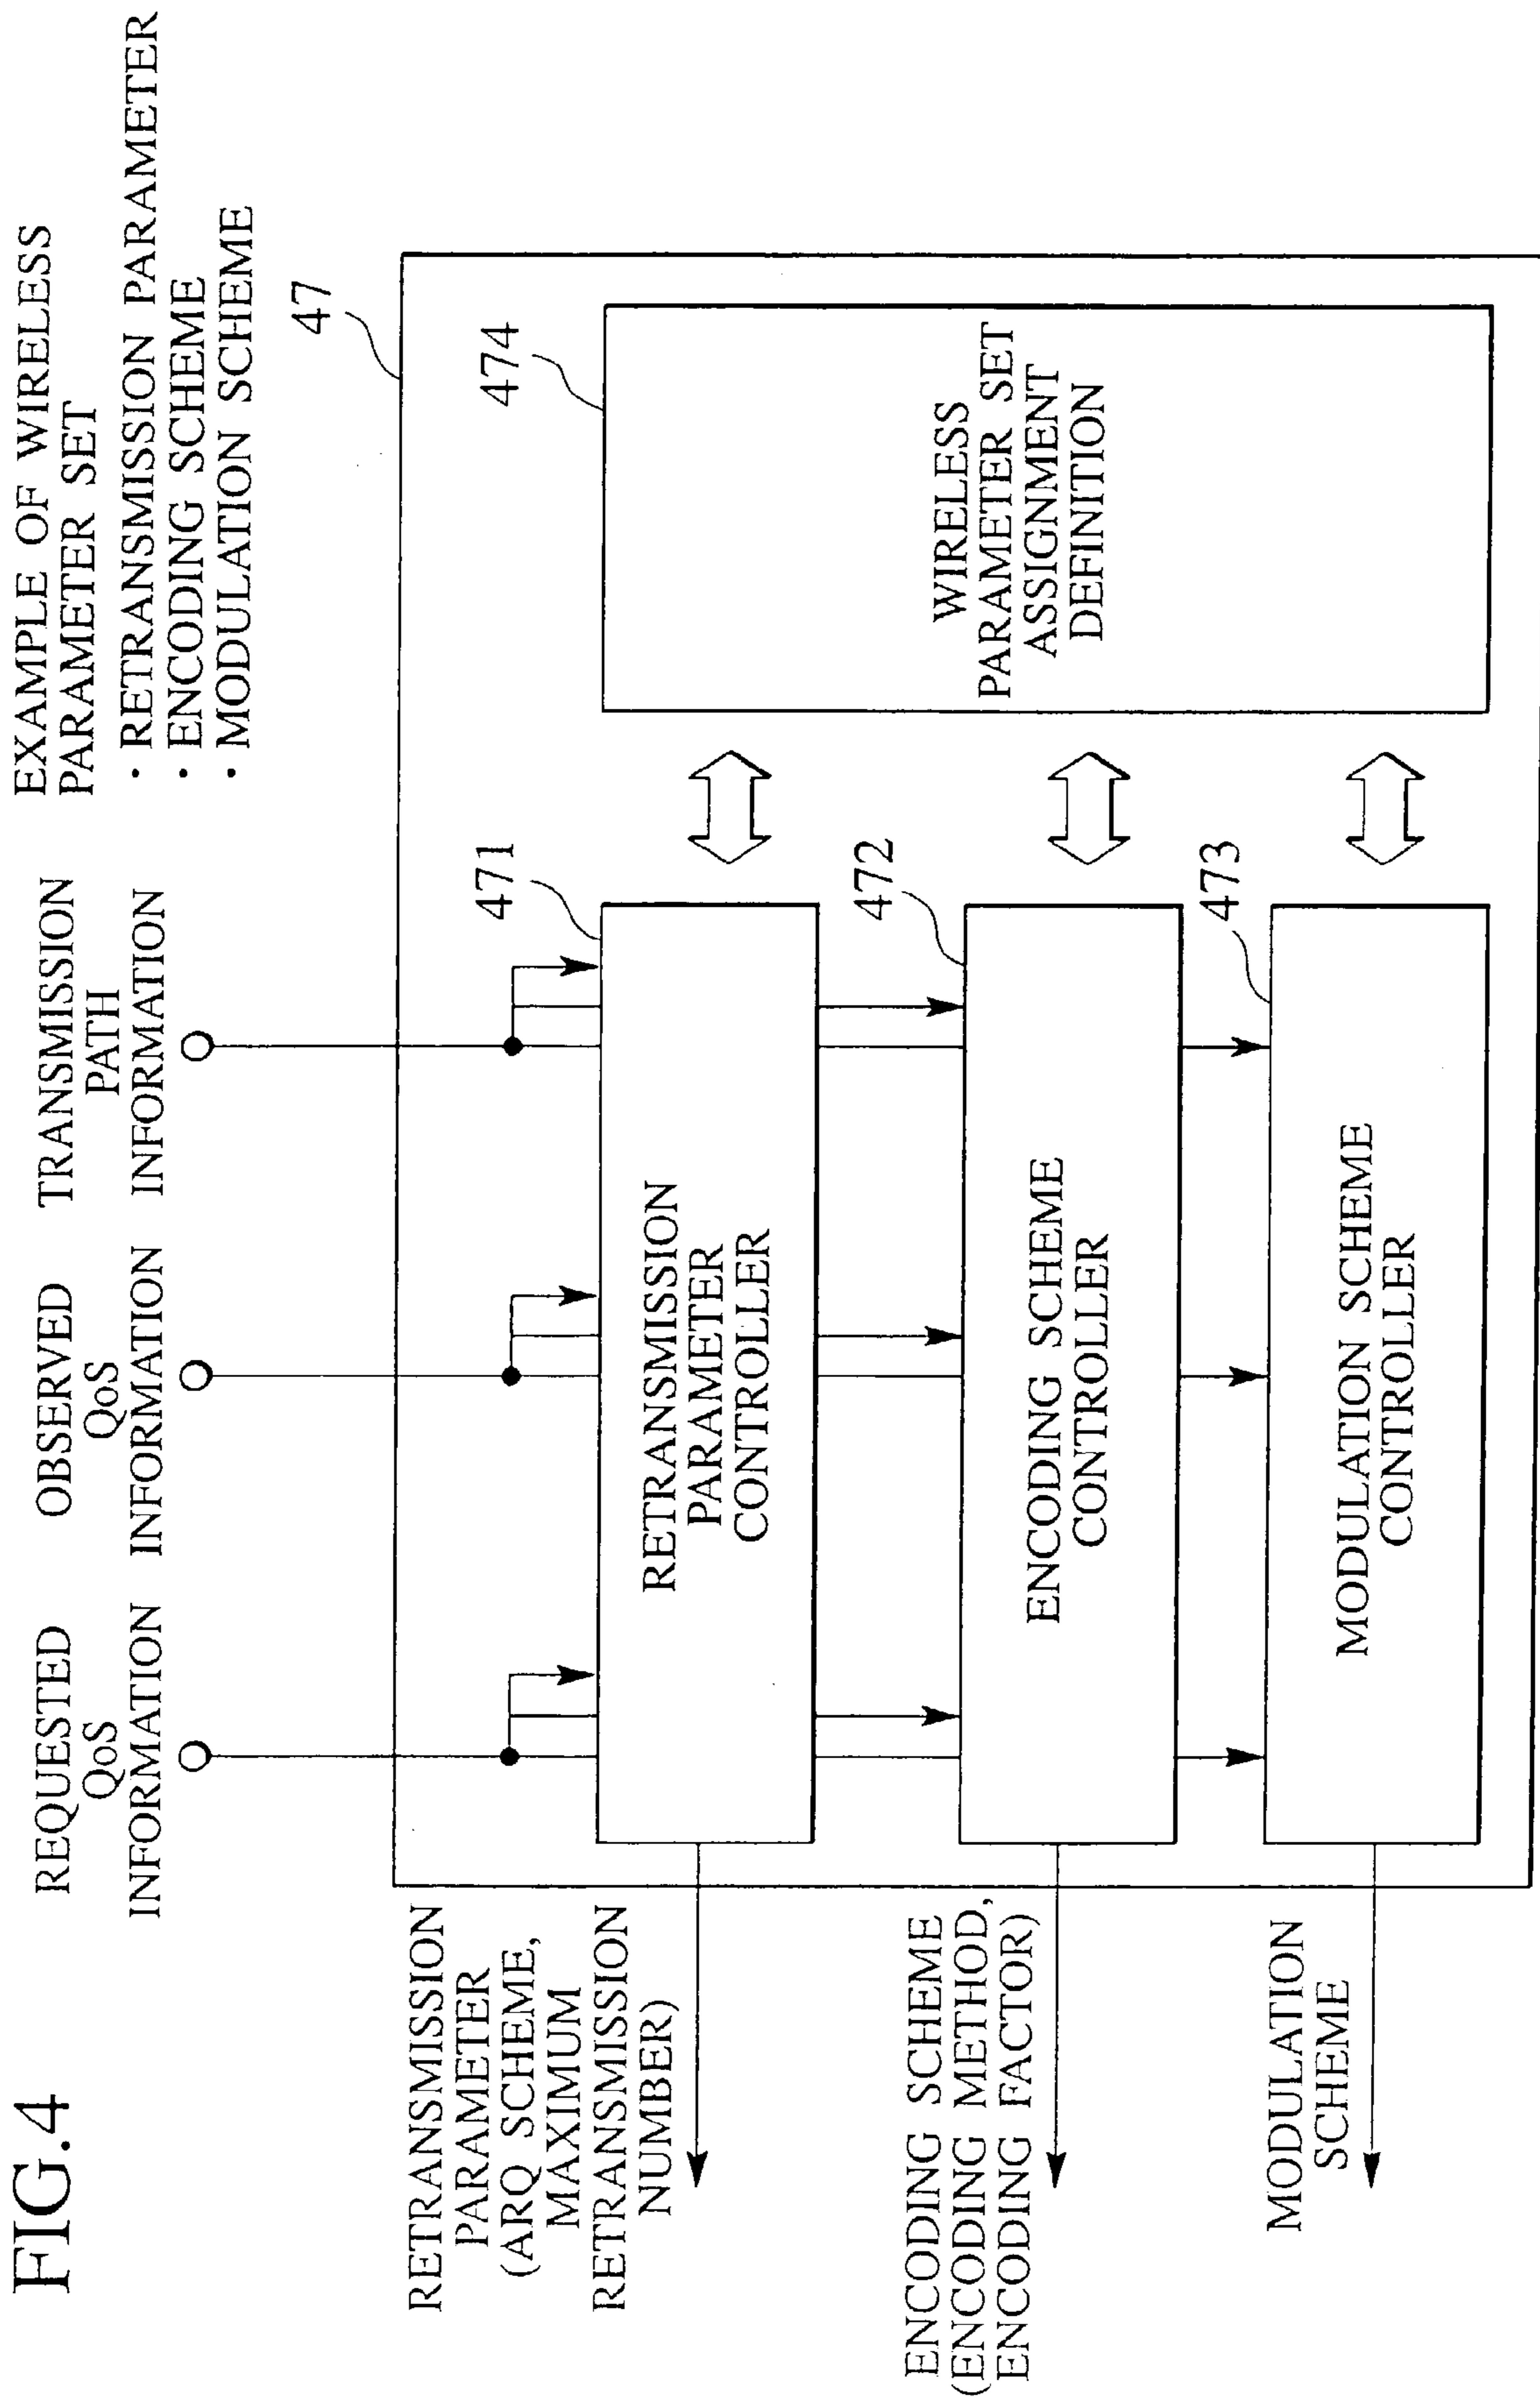 FIG.4
REQUESTED
QoS
INFORMATION
OBSERVED
QoS
INFORMATION
TRANSMISSION
PATH
INFORMATION
EXAMPLE OF WIRELESS
PARAMETER SET
・RETRANSMISSION PARAMETER
・ENCODING SCHEME
・MODULATION SCHEME
47
RETRANSMISSION
PARAMETER
(ARQ SCHEME,
MAXIMUM
RETRANSMISSION
NUMBER)
471
RETRANSMISSION
PARAMETER
CONTROLLER
474
WIRELESS
PARAMETER SET
ASSIGNMENT
DEFINITION
ENCODING SCHEME
(ENCODING METHOD,
ENCODING FACTOR)
472
ENCODING SCHEME
CONTROLLER
MODULATION
SCHEME
473
MODULATION SCHEME
CONTROLLER